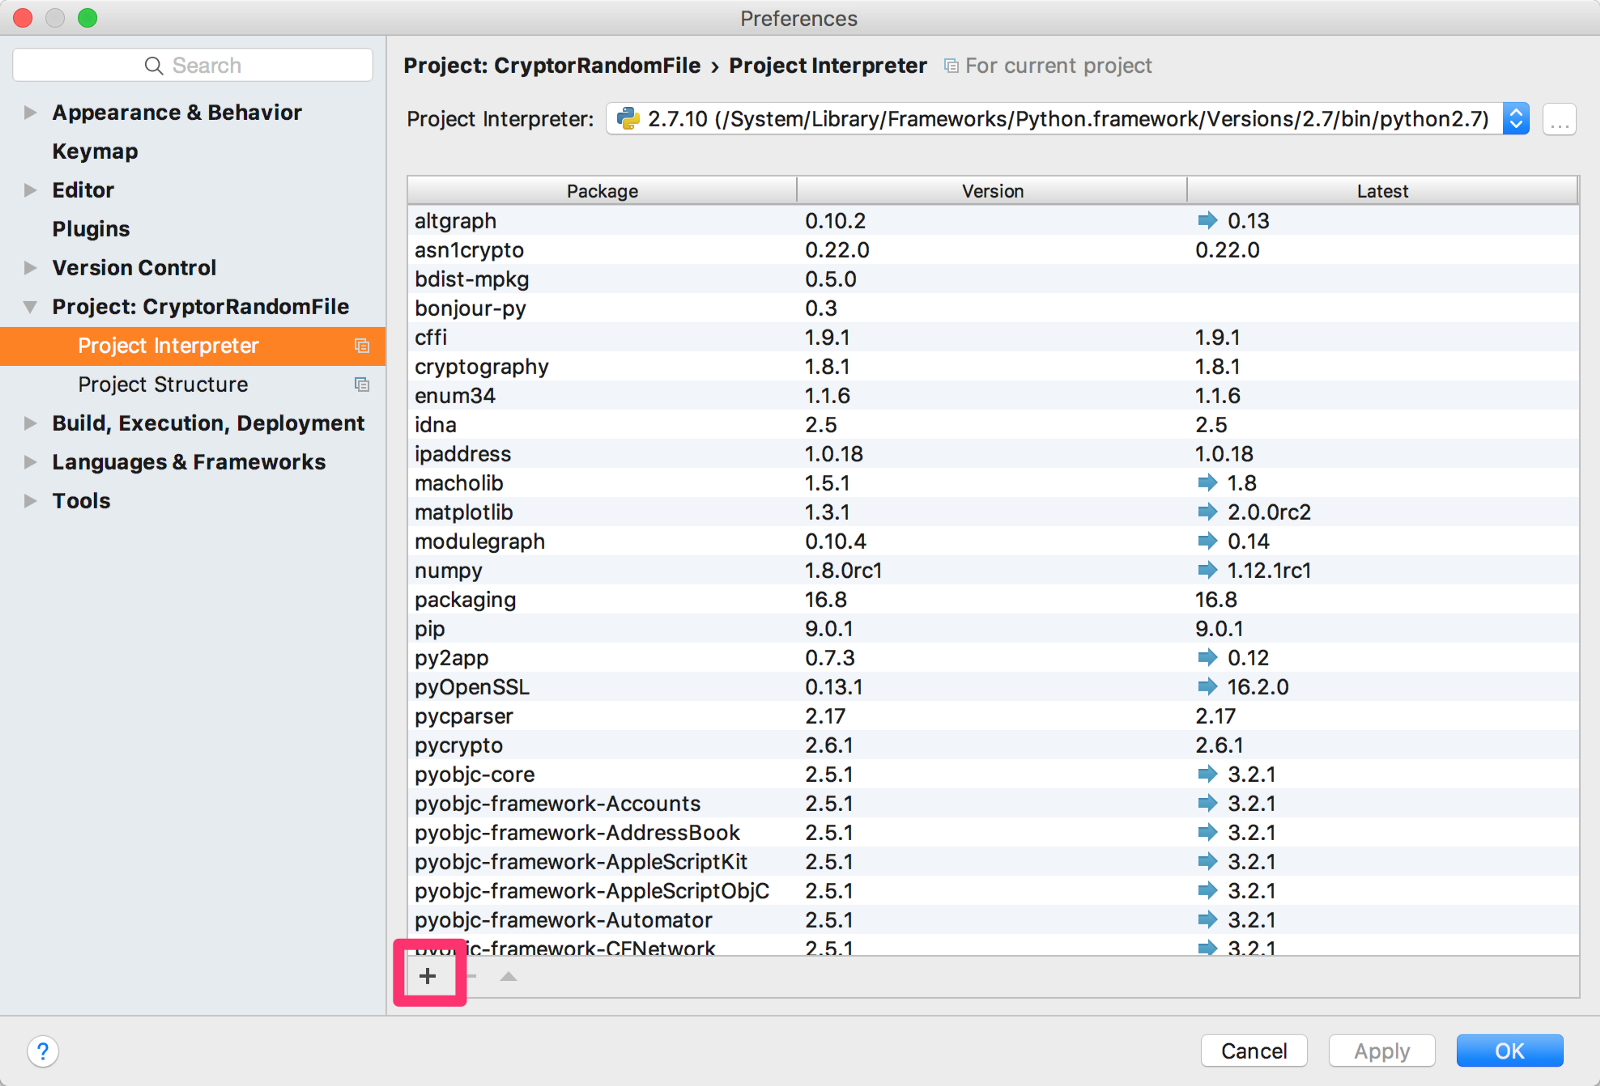 Preferences
Search
Appearance & Behavior
Keymap
Editor
Plugins
Version Control
Project: CryptorRandomFile
Project Interpreter
Project Structure
Build, Execution, Deployment
Languages & Frameworks
Tools
Project: CryptorRandomFile › Project Interpreter For current project
Project Interpreter: 2.7.10 (/System/Library/Frameworks/Python.framework/Versions/2.7/bin/python2.7) ...
Package Version Latest
altgraph 0.10.2 0.13
asn1crypto 0.22.0 0.22.0
bdist-mpkg 0.5.0
bonjour-py 0.3
cffi 1.9.1 1.9.1
cryptography 1.8.1 1.8.1
enum34 1.1.6 1.1.6
idna 2.5 2.5
ipaddress 1.0.18 1.0.18
macholib 1.5.1 1.8
matplotlib 1.3.1 2.0.0rc2
modulegraph 0.10.4 0.14
numpy 1.8.0rc1 1.12.1rc1
packaging 16.8 16.8
pip 9.0.1 9.0.1
py2app 0.7.3 0.12
pyOpenSSL 0.13.1 16.2.0
pycparser 2.17 2.17
pycrypto 2.6.1 2.6.1
pyobjc-core 2.5.1 3.2.1
pyobjc-framework-Accounts 2.5.1 3.2.1
pyobjc-framework-AddressBook 2.5.1 3.2.1
pyobjc-framework-AppleScriptKit 2.5.1 3.2.1
pyobjc-framework-AppleScriptObjC 2.5.1 3.2.1
pyobjc-framework-Automator 2.5.1 3.2.1
pyobjc-framework-CFNetwork 2.5.1 3.2.1
+ −
? Cancel Apply OK